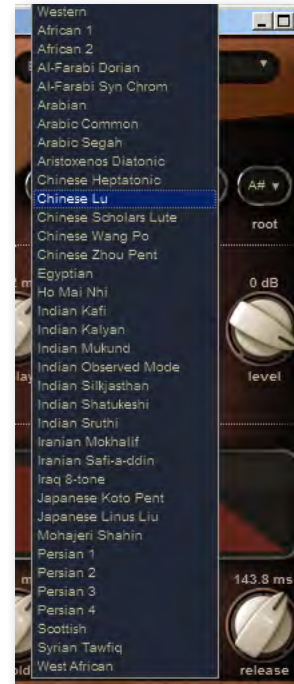 Western
African 1
African 2
Al-Farabi Dorian
Al-Farabi Syn Chrom
Arabian
Arabic Common
Arabic Segah
Aristoxenos Diatonic
Chinese Heptatonic
Chinese Lu
Chinese Scholars Lute
Chinese Wang Po
Chinese Zhou Pent
Egyptian
Ho Mai Nhi
Indian Kafi
Indian Kalyan
Indian Mukund
Indian Observed Mode
Indian Silkjasthan
Indian Shatukeshi
Indian Sruthi
Iranian Mokhalif
Iranian Safi-a-ddin
Iraq 8-tone
Japanese Koto Pent
Japanese Linus Liu
Mohajeri Shahin
Persian 1
Persian 2
Persian 3
Persian 4
Scottish
Syrian Tawfiq
West African
A#
root
0 dB
level
143.8 ms
release